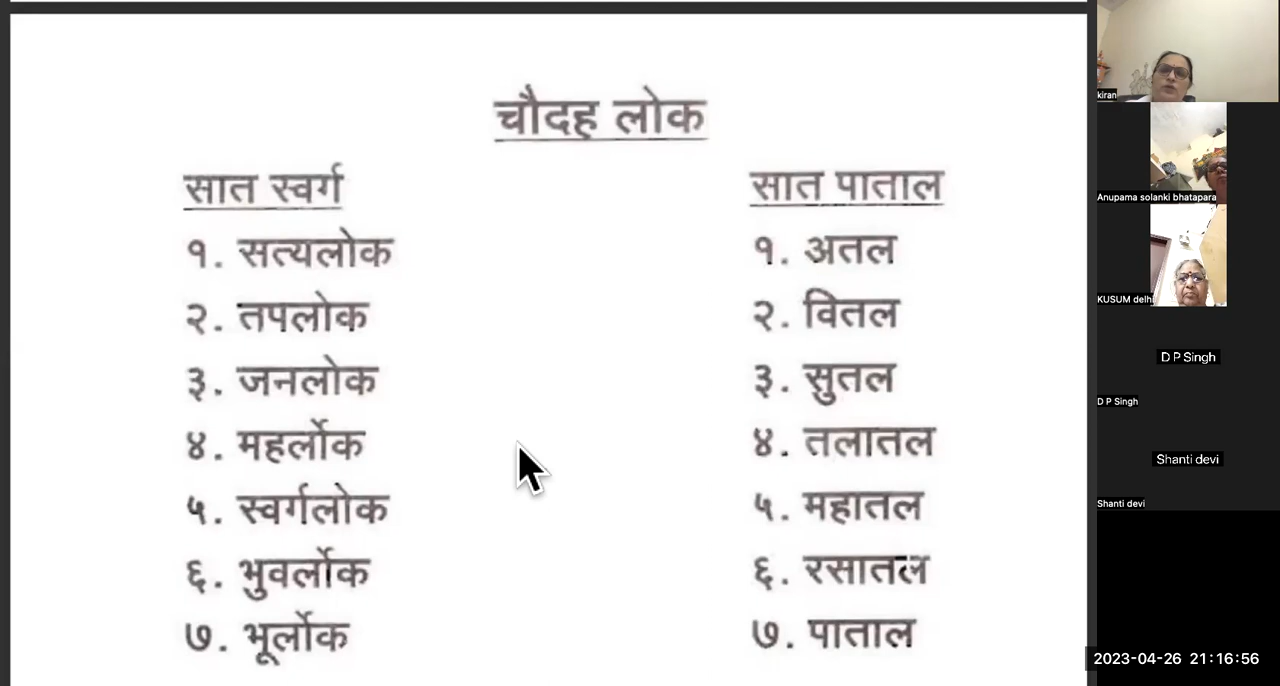 चौदह लोक
सात स्वर्ग
१. सत्यलोक
२. तपलोक
३. जनलोक
४. महर्लोक
५. स्वर्गलोक
६. भुवर्लोक
७. भूर्लोक
सात पाताल
१. अतल
२. वितल
३. सुतल
४. तलातल
५. महातल
६. रसातल
७. पाताल
kiran
Anupama solanki bhatapara
KUSUM delhi
D P Singh
D P Singh
Shanti devi
Shanti devi
2023-04-26 21:16:56